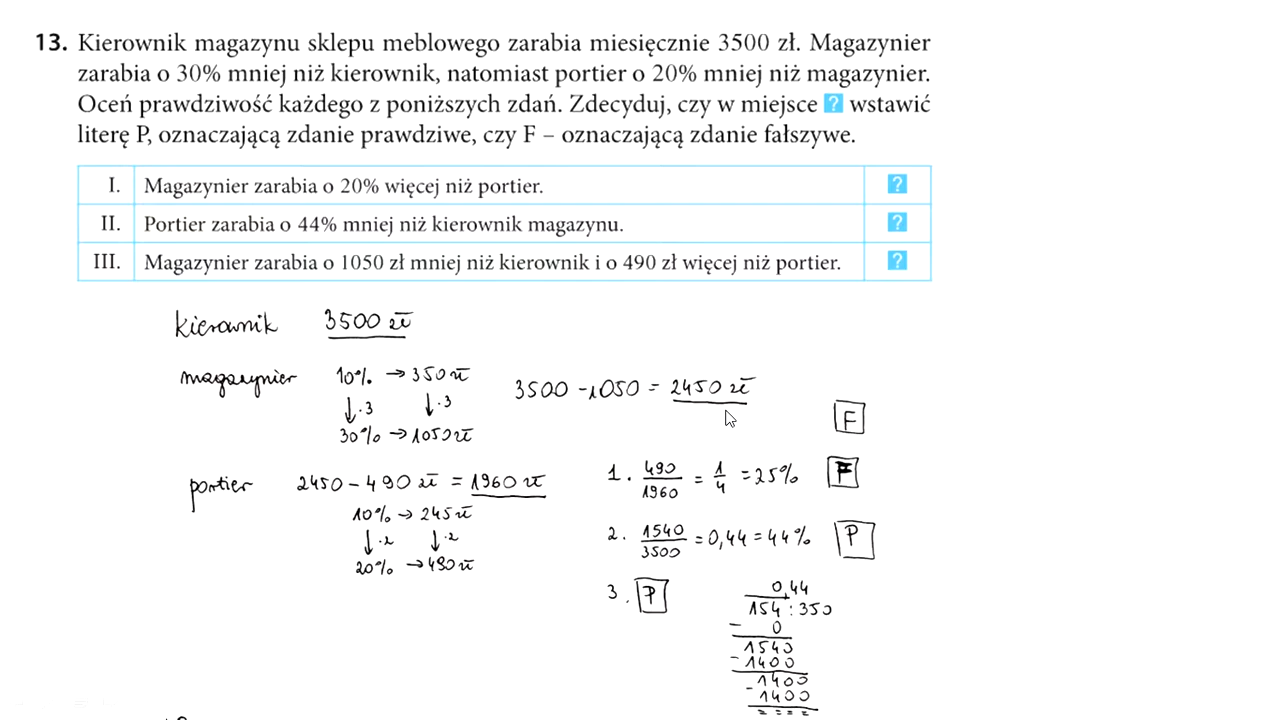 13. Kierownik magazynu sklepu meblowego zarabia miesięcznie 3500 zł. Magazynier
zarabia o 30% mniej niż kierownik, natomiast portier o 20% mniej niż magazynier.
Oceń prawdziwość każdego z poniższych zdań. Zdecyduj, czy w miejsce ? wstawić
literę P, oznaczającą zdanie prawdziwe, czy F – oznaczającą zdanie fałszywe.
I. Magazynier zarabia o 20% więcej niż portier. ?
II. Portier zarabia o 44% mniej niż kierownik magazynu. ?
III. Magazynier zarabia o 1050 zł mniej niż kierownik i o 490 zł więcej niż portier. ?
kierownik 3500 zł
magazynier 10% → 350 zł 3500 - 1050 = 2450 zł
↓·3 ↓·3
30% → 1050 zł
F
portier 2450 - 490 zł = 1960 zł
10% → 245 zł
↓·2 ↓·2
20% → 490 zł
1. 490/1960 = 1/4 = 25% F
2. 1540/3500 = 0,44 = 44% P
3. P
0,44
154 : 350
- 0
1540
- 1400
1400
- 1400